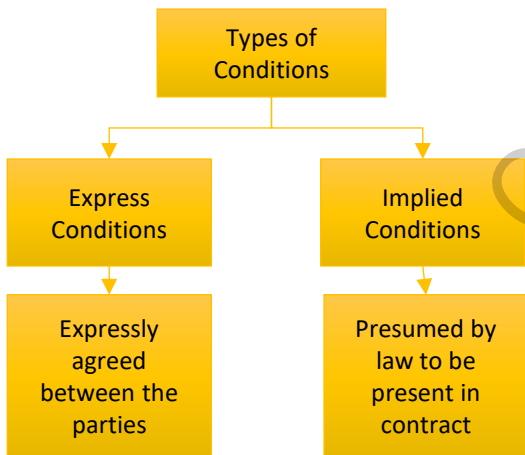 Types of
Conditions
Express
Conditions
Implied
Conditions
Expressly
agreed
between the
parties
Presumed by
law to be
present in
contract